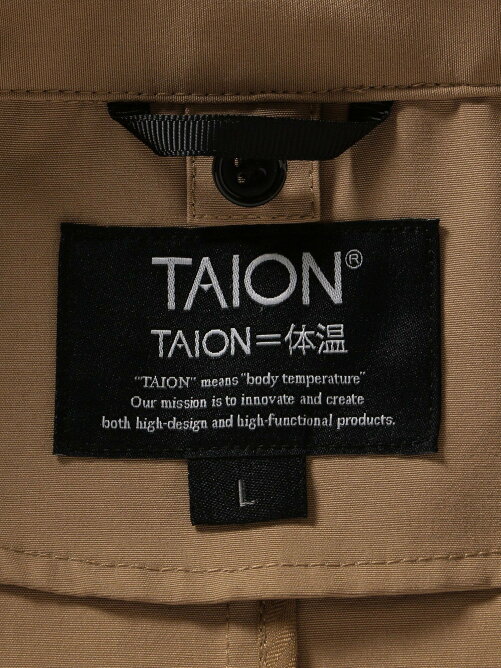 TAION®
TAION=体温
"TAION" means "body temperature"
Our mission is to innovate and create
both high-design and high-functional products.
L